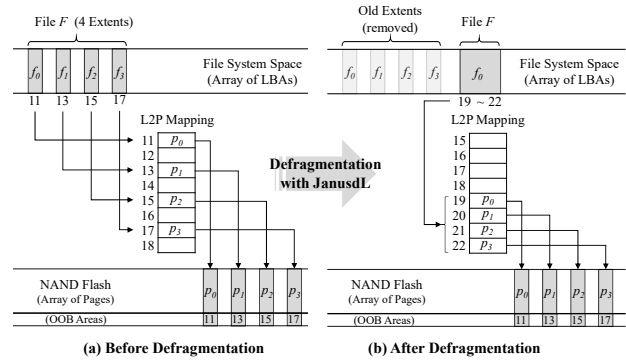 File F (4 Extents)
f0 f1 f2 f3
File System Space
(Array of LBAs)
11 13 15 17
L2P Mapping
11 p0
12
13 p1
14
15 p2
16
17 p3
18
NAND Flash
(Array of Pages)
p0 p1 p2 p3
(OOB Areas)
11 13 15 17
(a) Before Defragmentation
Defragmentation
with JanusdL
Old Extents
(removed)
File F
f0 f1 f2 f3
f0
File System Space
(Array of LBAs)
19 ~ 22
L2P Mapping
15
16
17
18
19 p0
20 p1
21 p2
22 p3
NAND Flash
(Array of Pages)
p0 p1 p2 p3
(OOB Areas)
11 13 15 17
(b) After Defragmentation